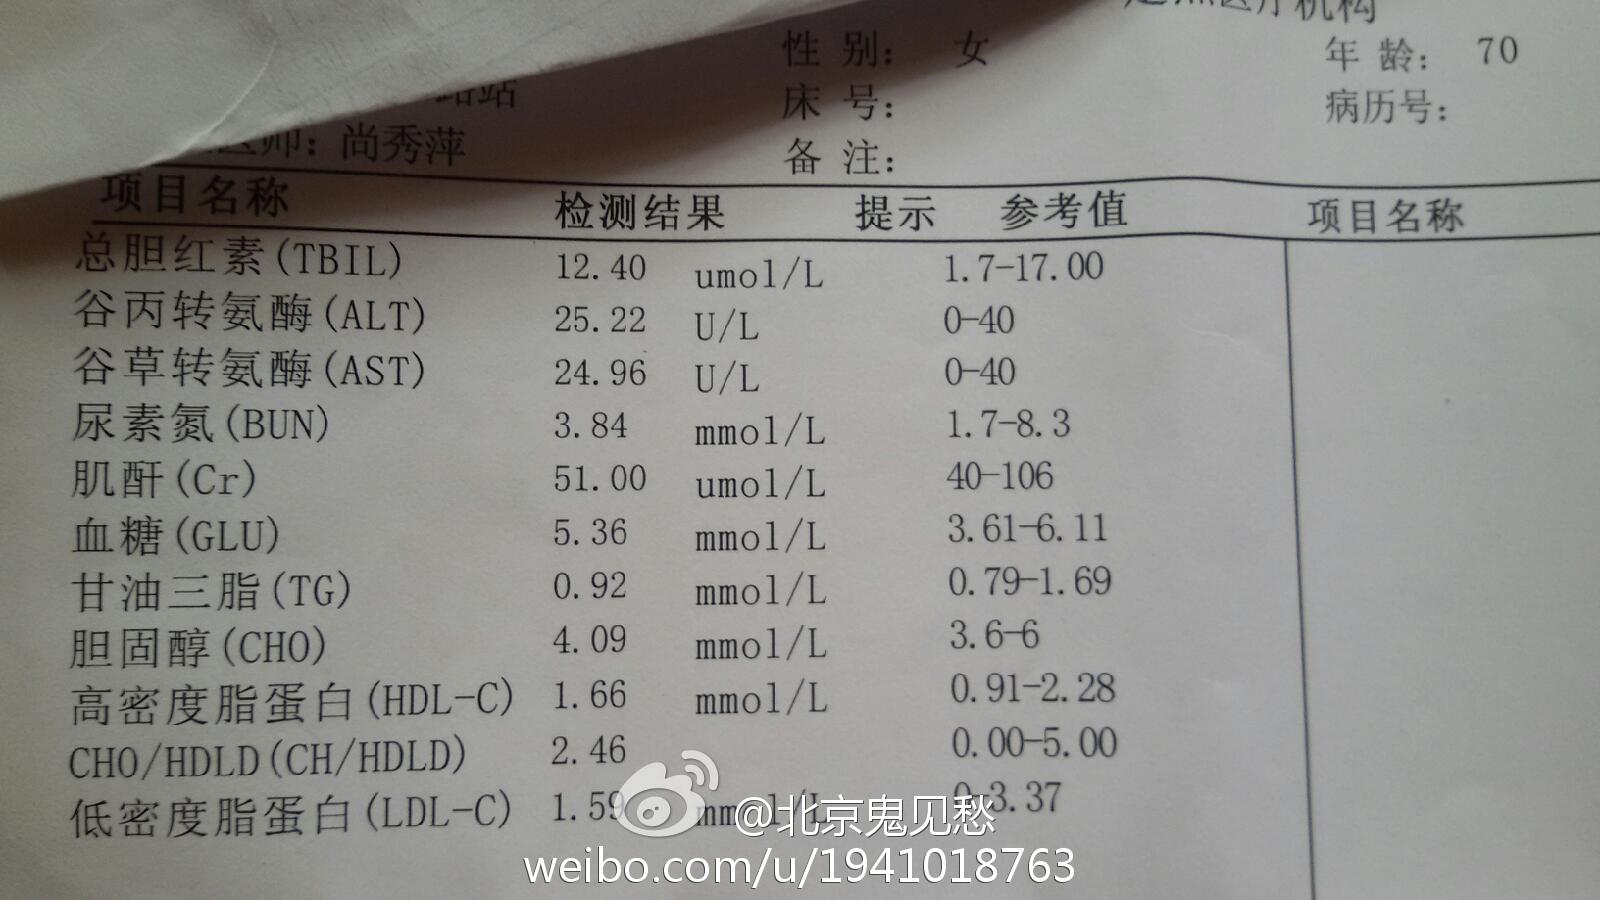 定点医疗机构
性 别： 女 年 龄： 70
路站 床 号： 病历号：
医师：尚秀萍 备 注：
项目名称 检测结果 提示 参考值 项目名称
总胆红素(TBIL) 12.40 umol/L 1.7-17.00
谷丙转氨酶(ALT) 25.22 U/L 0-40
谷草转氨酶(AST) 24.96 U/L 0-40
尿素氮(BUN) 3.84 mmol/L 1.7-8.3
肌酐(Cr) 51.00 umol/L 40-106
血糖(GLU) 5.36 mmol/L 3.61-6.11
甘油三脂(TG) 0.92 mmol/L 0.79-1.69
胆固醇(CHO) 4.09 mmol/L 3.6-6
高密度脂蛋白(HDL-C) 1.66 mmol/L 0.91-2.28
CHO/HDLD(CH/HDLD) 2.46 0.00-5.00
低密度脂蛋白(LDL-C) 1.59 mmol/L 0-3.37
@北京鬼见愁
weibo.com/u/1941018763